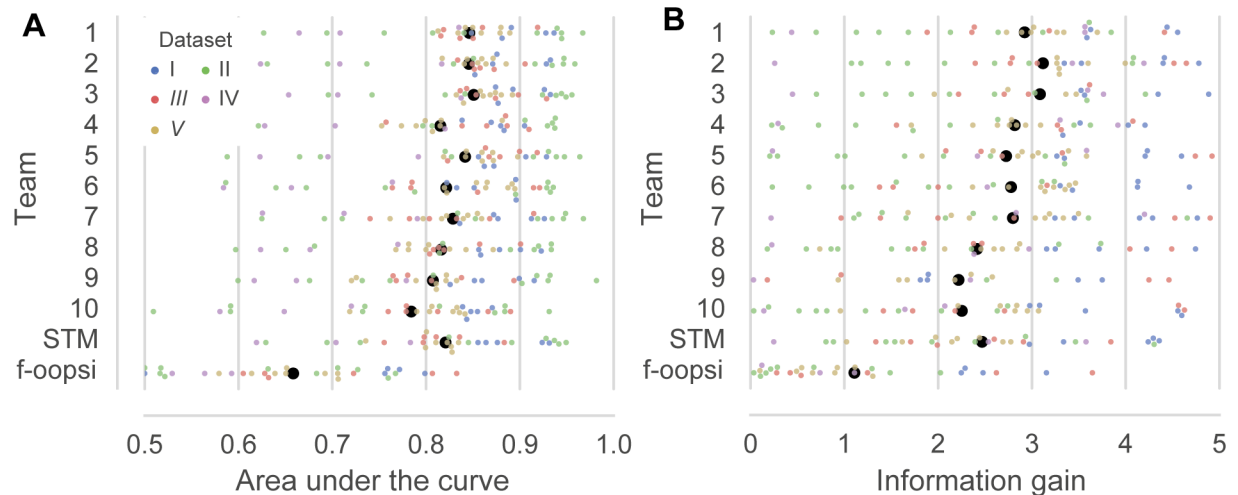 A
B
Dataset
I
II
III
IV
V
Team
1
2
3
4
5
6
7
8
9
10
STM
f-oopsi
0.5 0.6 0.7 0.8 0.9 1.0
Area under the curve
Team
1
2
3
4
5
6
7
8
9
10
STM
f-oopsi
0 1 2 3 4 5
Information gain